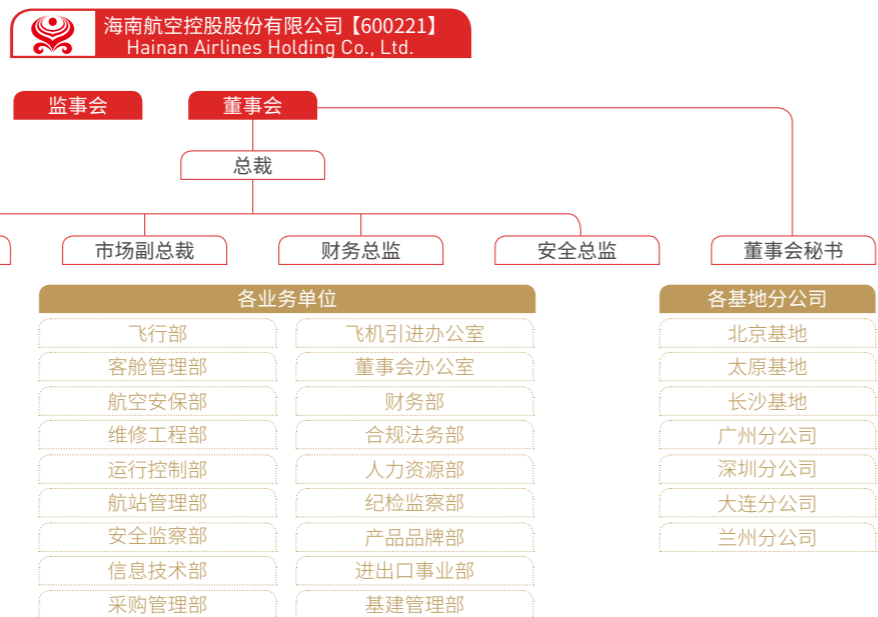 海南航空控股股份有限公司【600221】
Hainan Airlines Holding Co., Ltd.
监事会
董事会
总裁
市场副总裁
财务总监
安全总监
董事会秘书
各业务单位
飞行部
飞机引进办公室
客舱管理部
董事会办公室
航空安保部
财务部
维修工程部
合规法务部
运行控制部
人力资源部
航站管理部
纪检监察部
安全监察部
产品品牌部
信息技术部
进出口事业部
采购管理部
基建管理部
各基地分公司
北京基地
太原基地
长沙基地
广州分公司
深圳分公司
大连分公司
兰州分公司